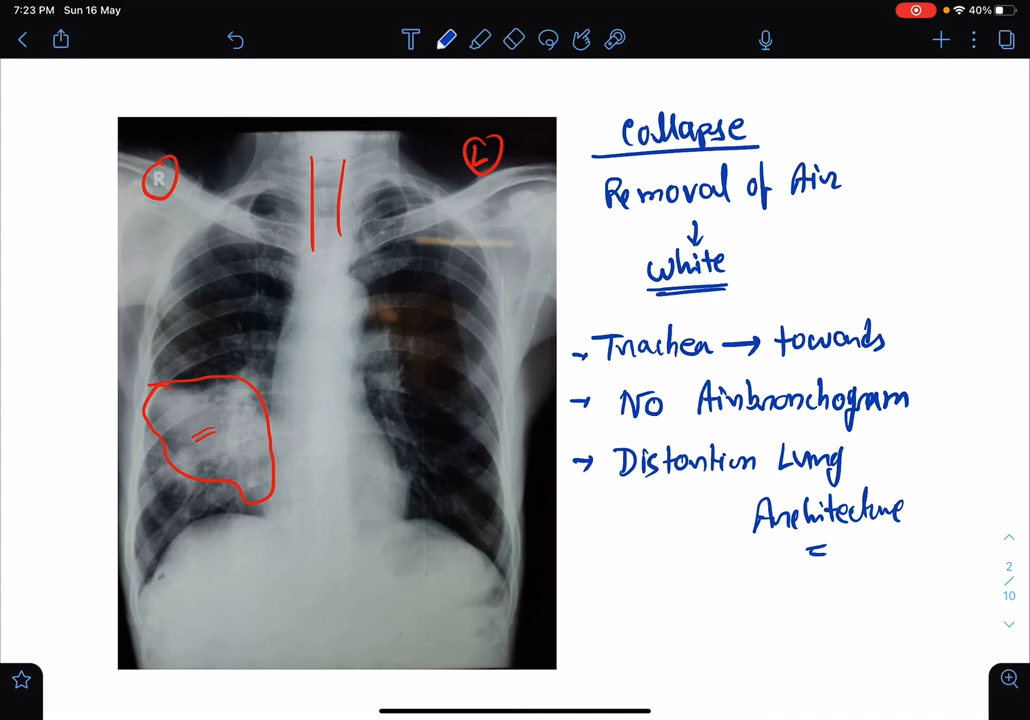 7:23 PM Sun 16 May
40%
T
R
L
Collapse
Removal of Air
↓
White
→ Trachea → towards
→ No Airbronchogram
→ Distortion Lung
Architecture
2
/
10